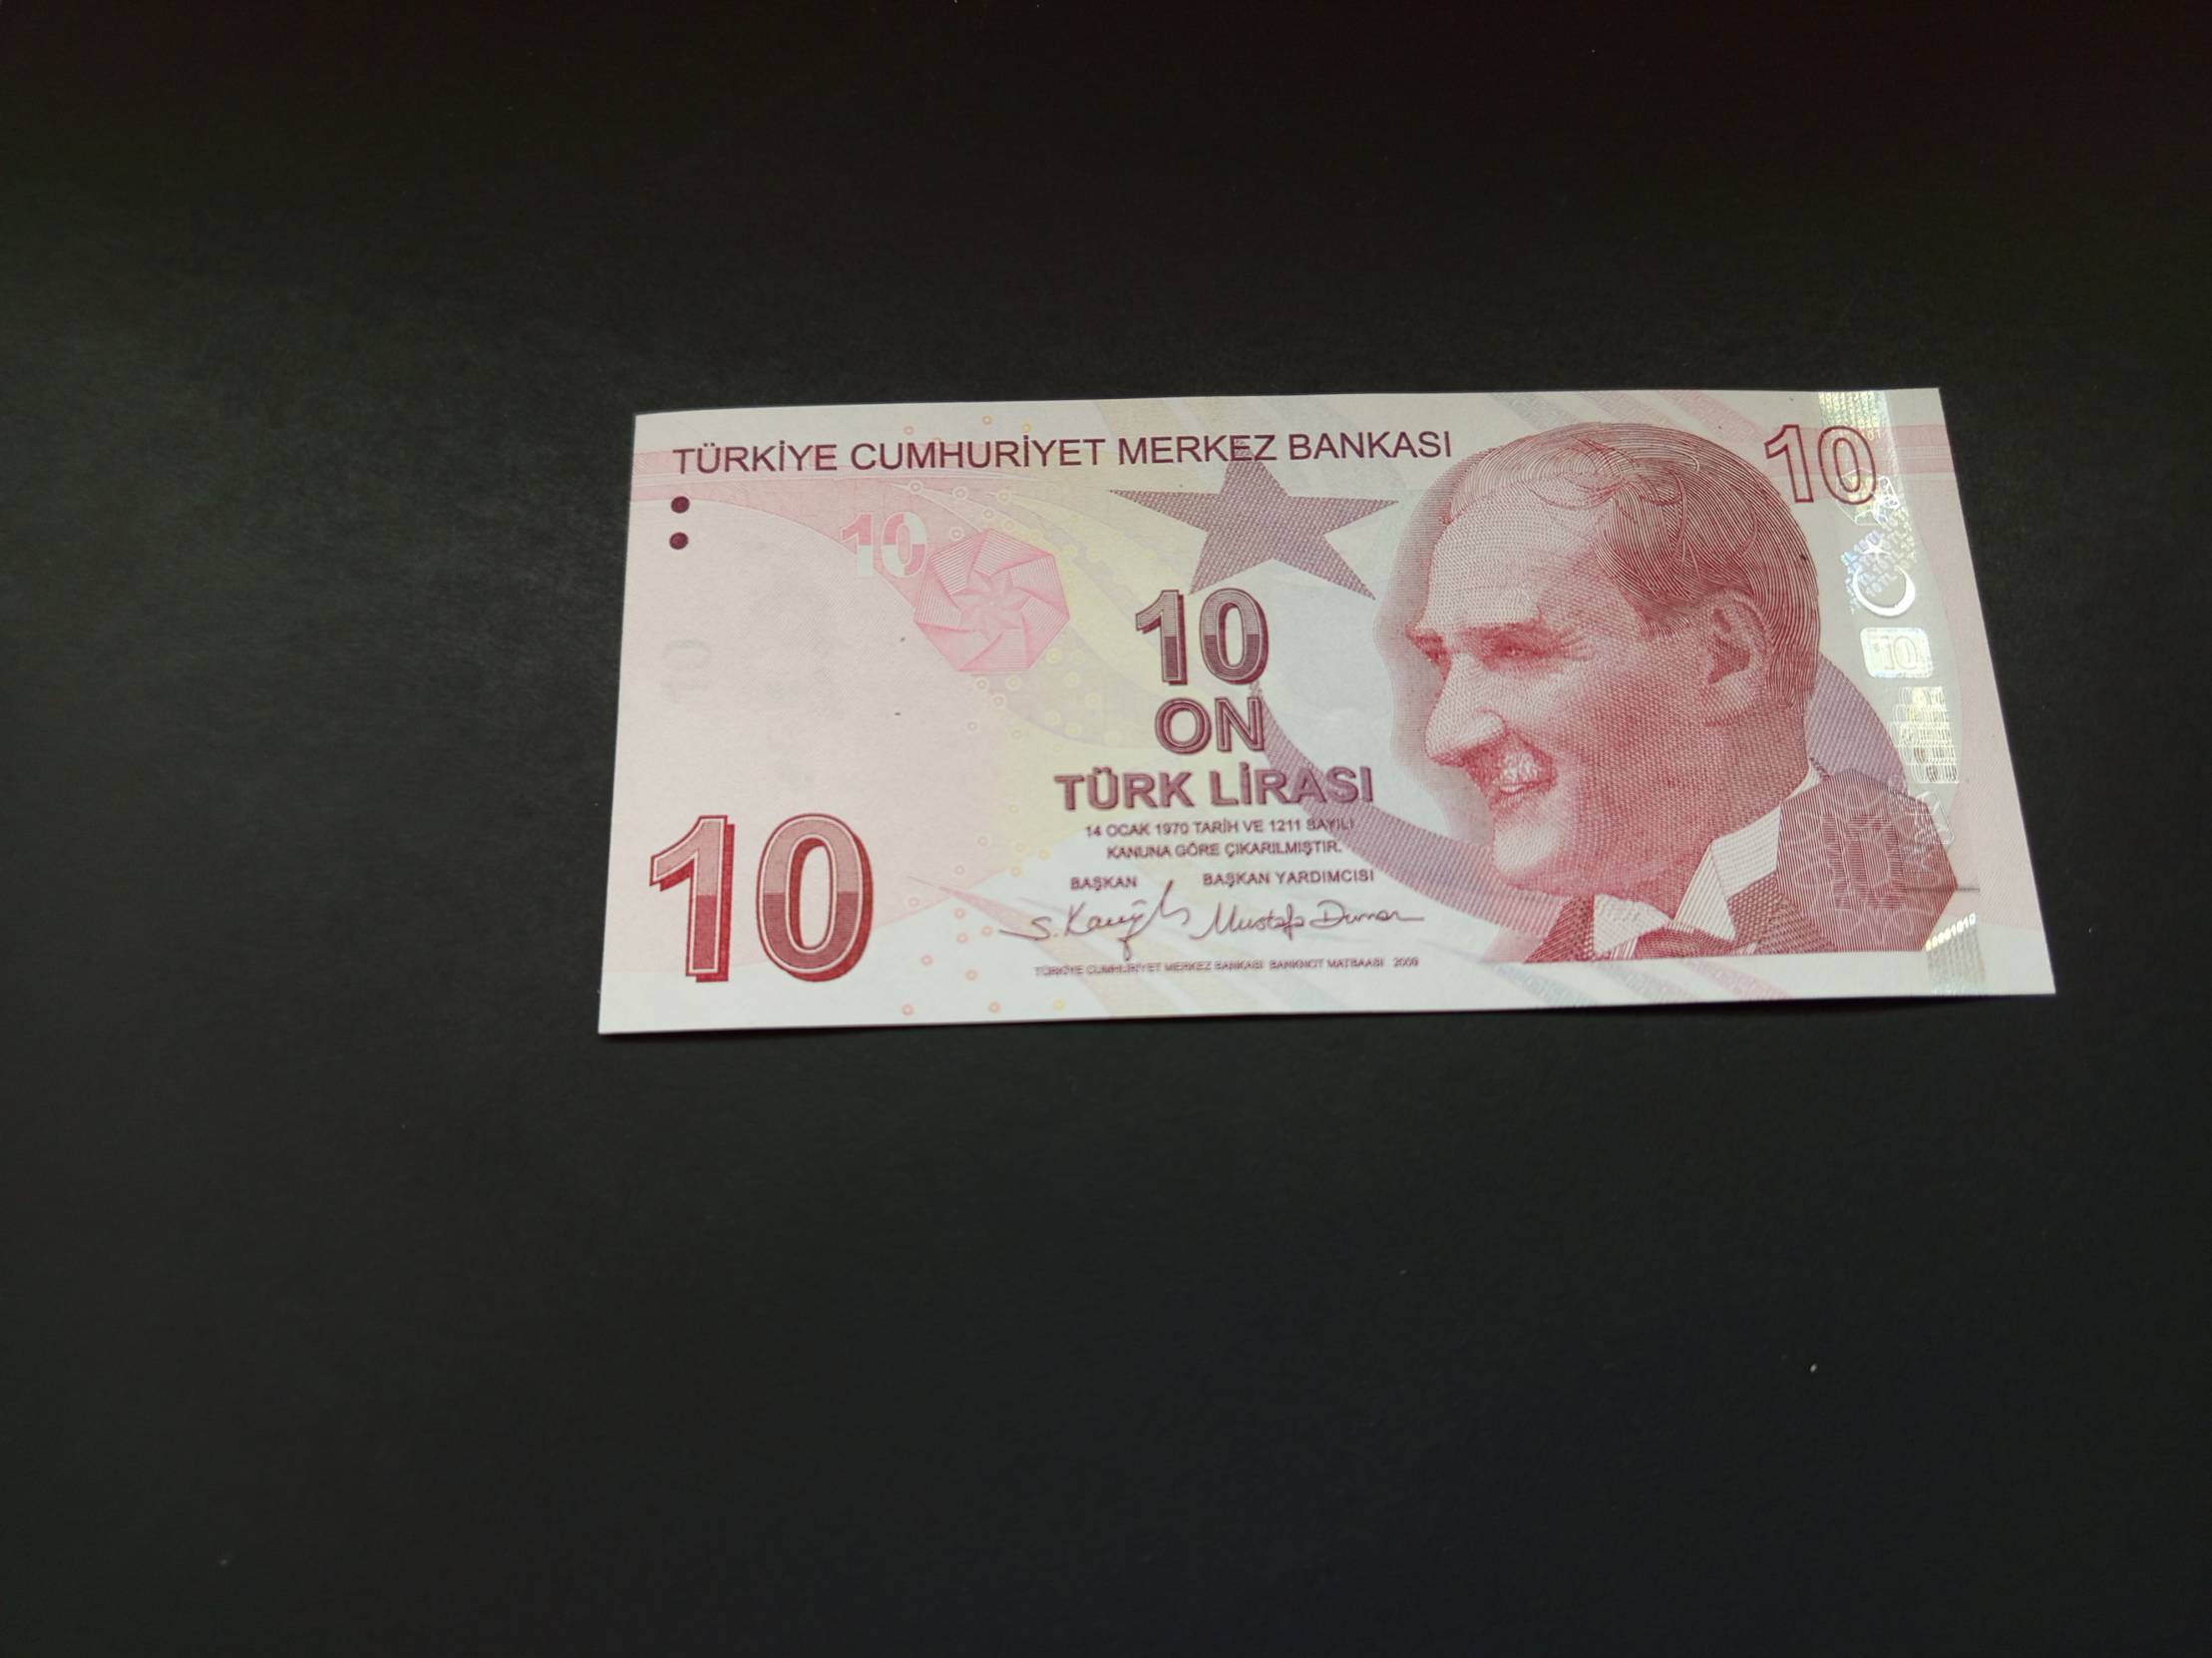 TÜRKİYE CUMHURİYET MERKEZ BANKASI
10
10
10
ON
TÜRK LİRASI
14 OCAK 1970 TARİH VE 1211 SAYILI
KANUNA GÖRE ÇIKARILMIŞTIR.
BAŞKAN BAŞKAN YARDIMCISI
Mustafa Duman
TÜRKİYE CUMHURİYET MERKEZ BANKASI BANKNOT MATBAASI 2009
10
10
10